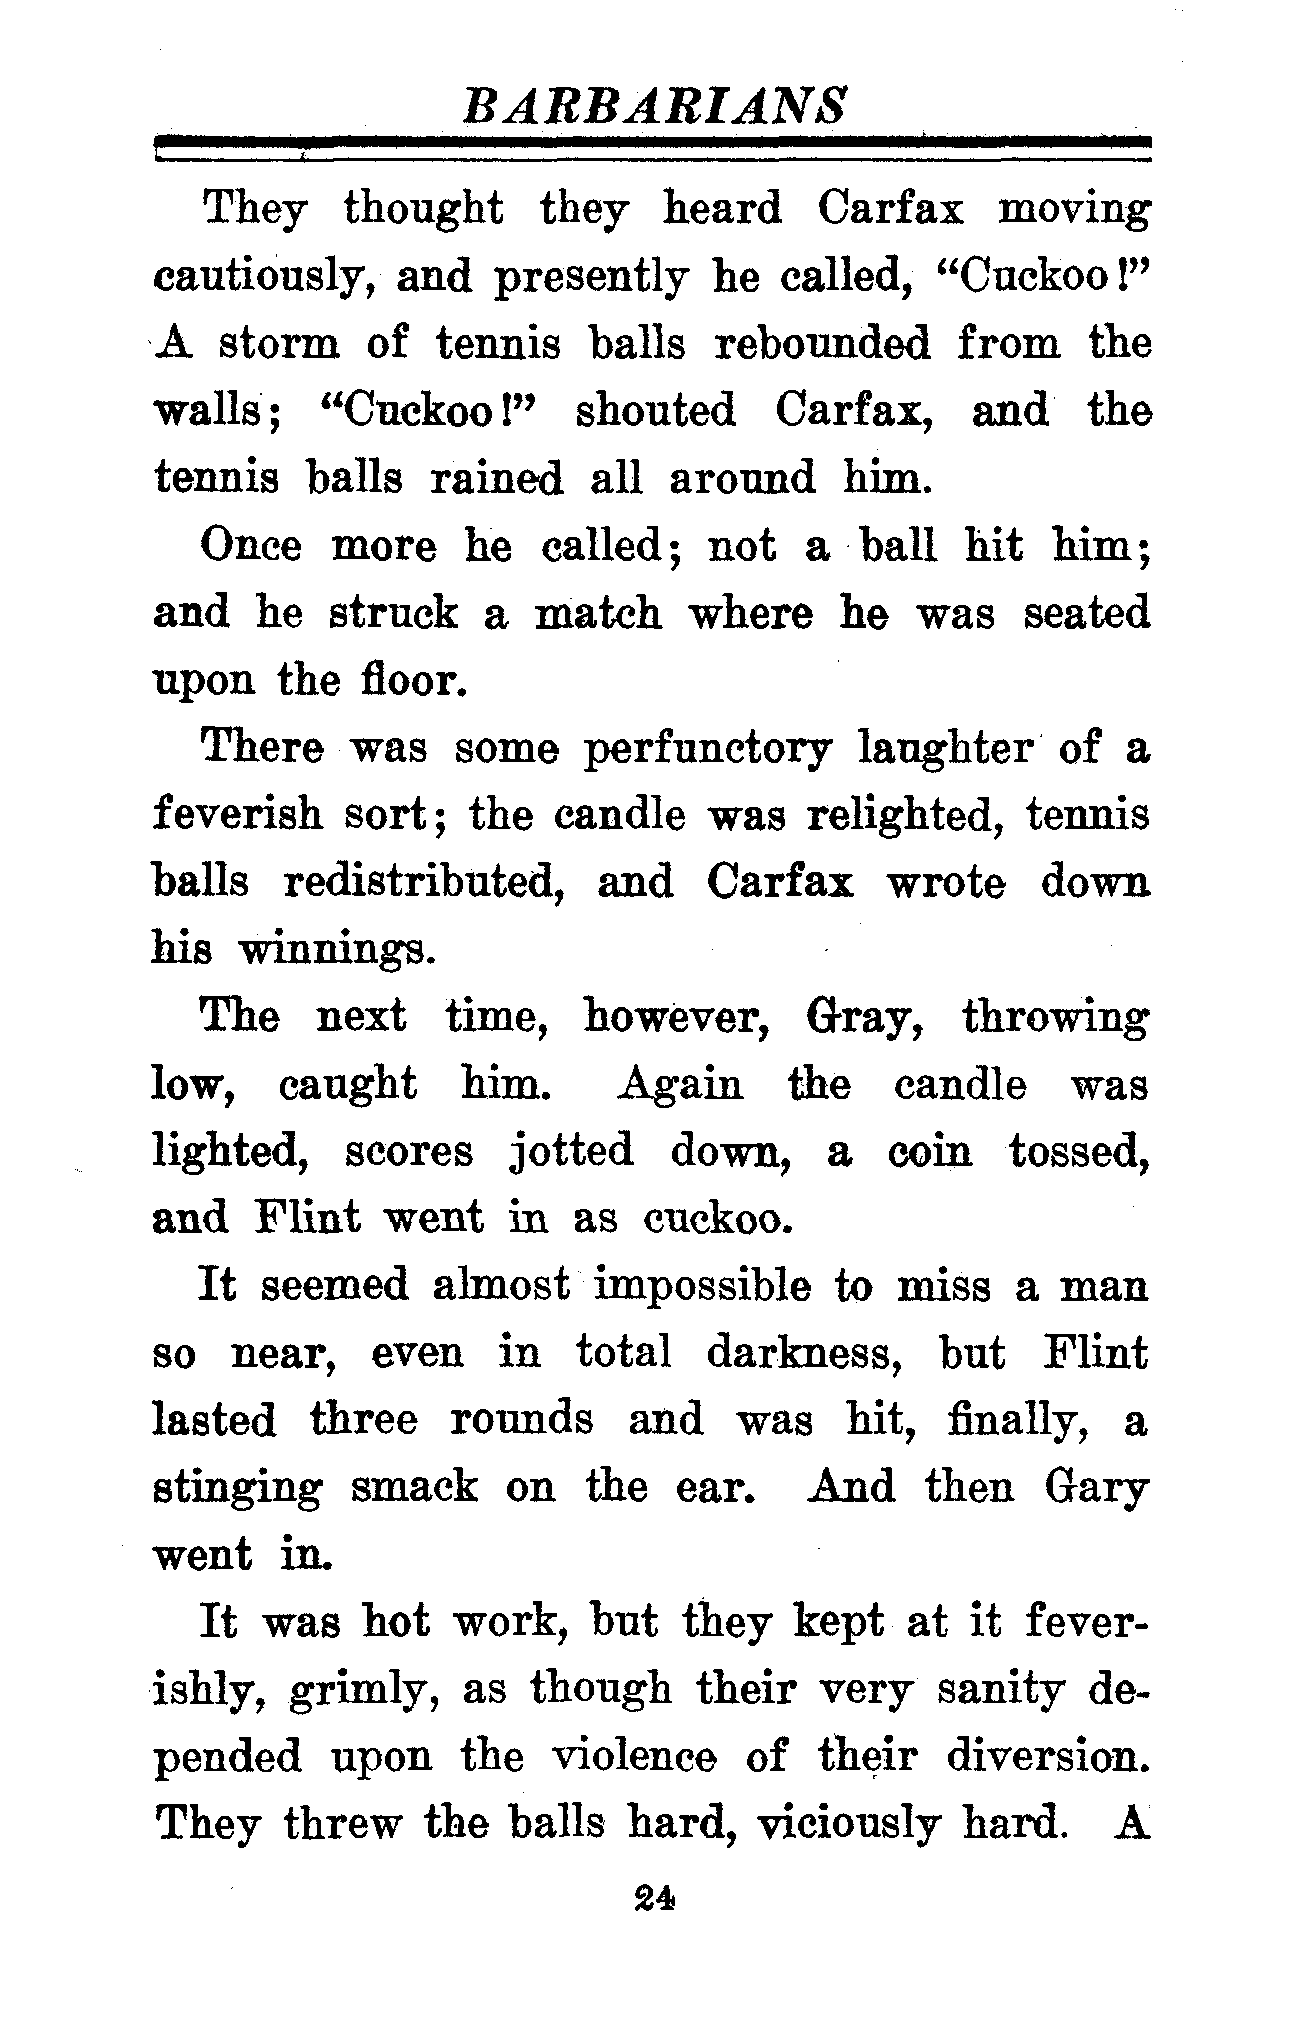 BARBARIANS
They thought they heard Carfax moving
cautiously, and presently he called, “Cuckoo!”
A storm of tennis balls rebounded from the
walls; “Cuckoo!” shouted Carfax, and the
tennis balls rained all around him.
Once more he called; not a ball hit him;
and he struck a match where he was seated
upon the floor.
There was some perfunctory laughter of a
feverish sort; the candle was relighted, tennis
balls redistributed, and Carfax wrote down
his winnings.
The next time, however, Gray, throwing
low, caught him. Again the candle was
lighted, scores jotted down, a coin tossed,
and Flint went in as cuckoo.
It seemed almost impossible to miss a man
so near, even in total darkness, but Flint
lasted three rounds and was hit, finally, a
stinging smack on the ear. And then Gary
went in.
It was hot work, but they kept at it fever-
ishly, grimly, as though their very sanity de-
pended upon the violence of their diversion.
They threw the balls hard, viciously hard. A
24